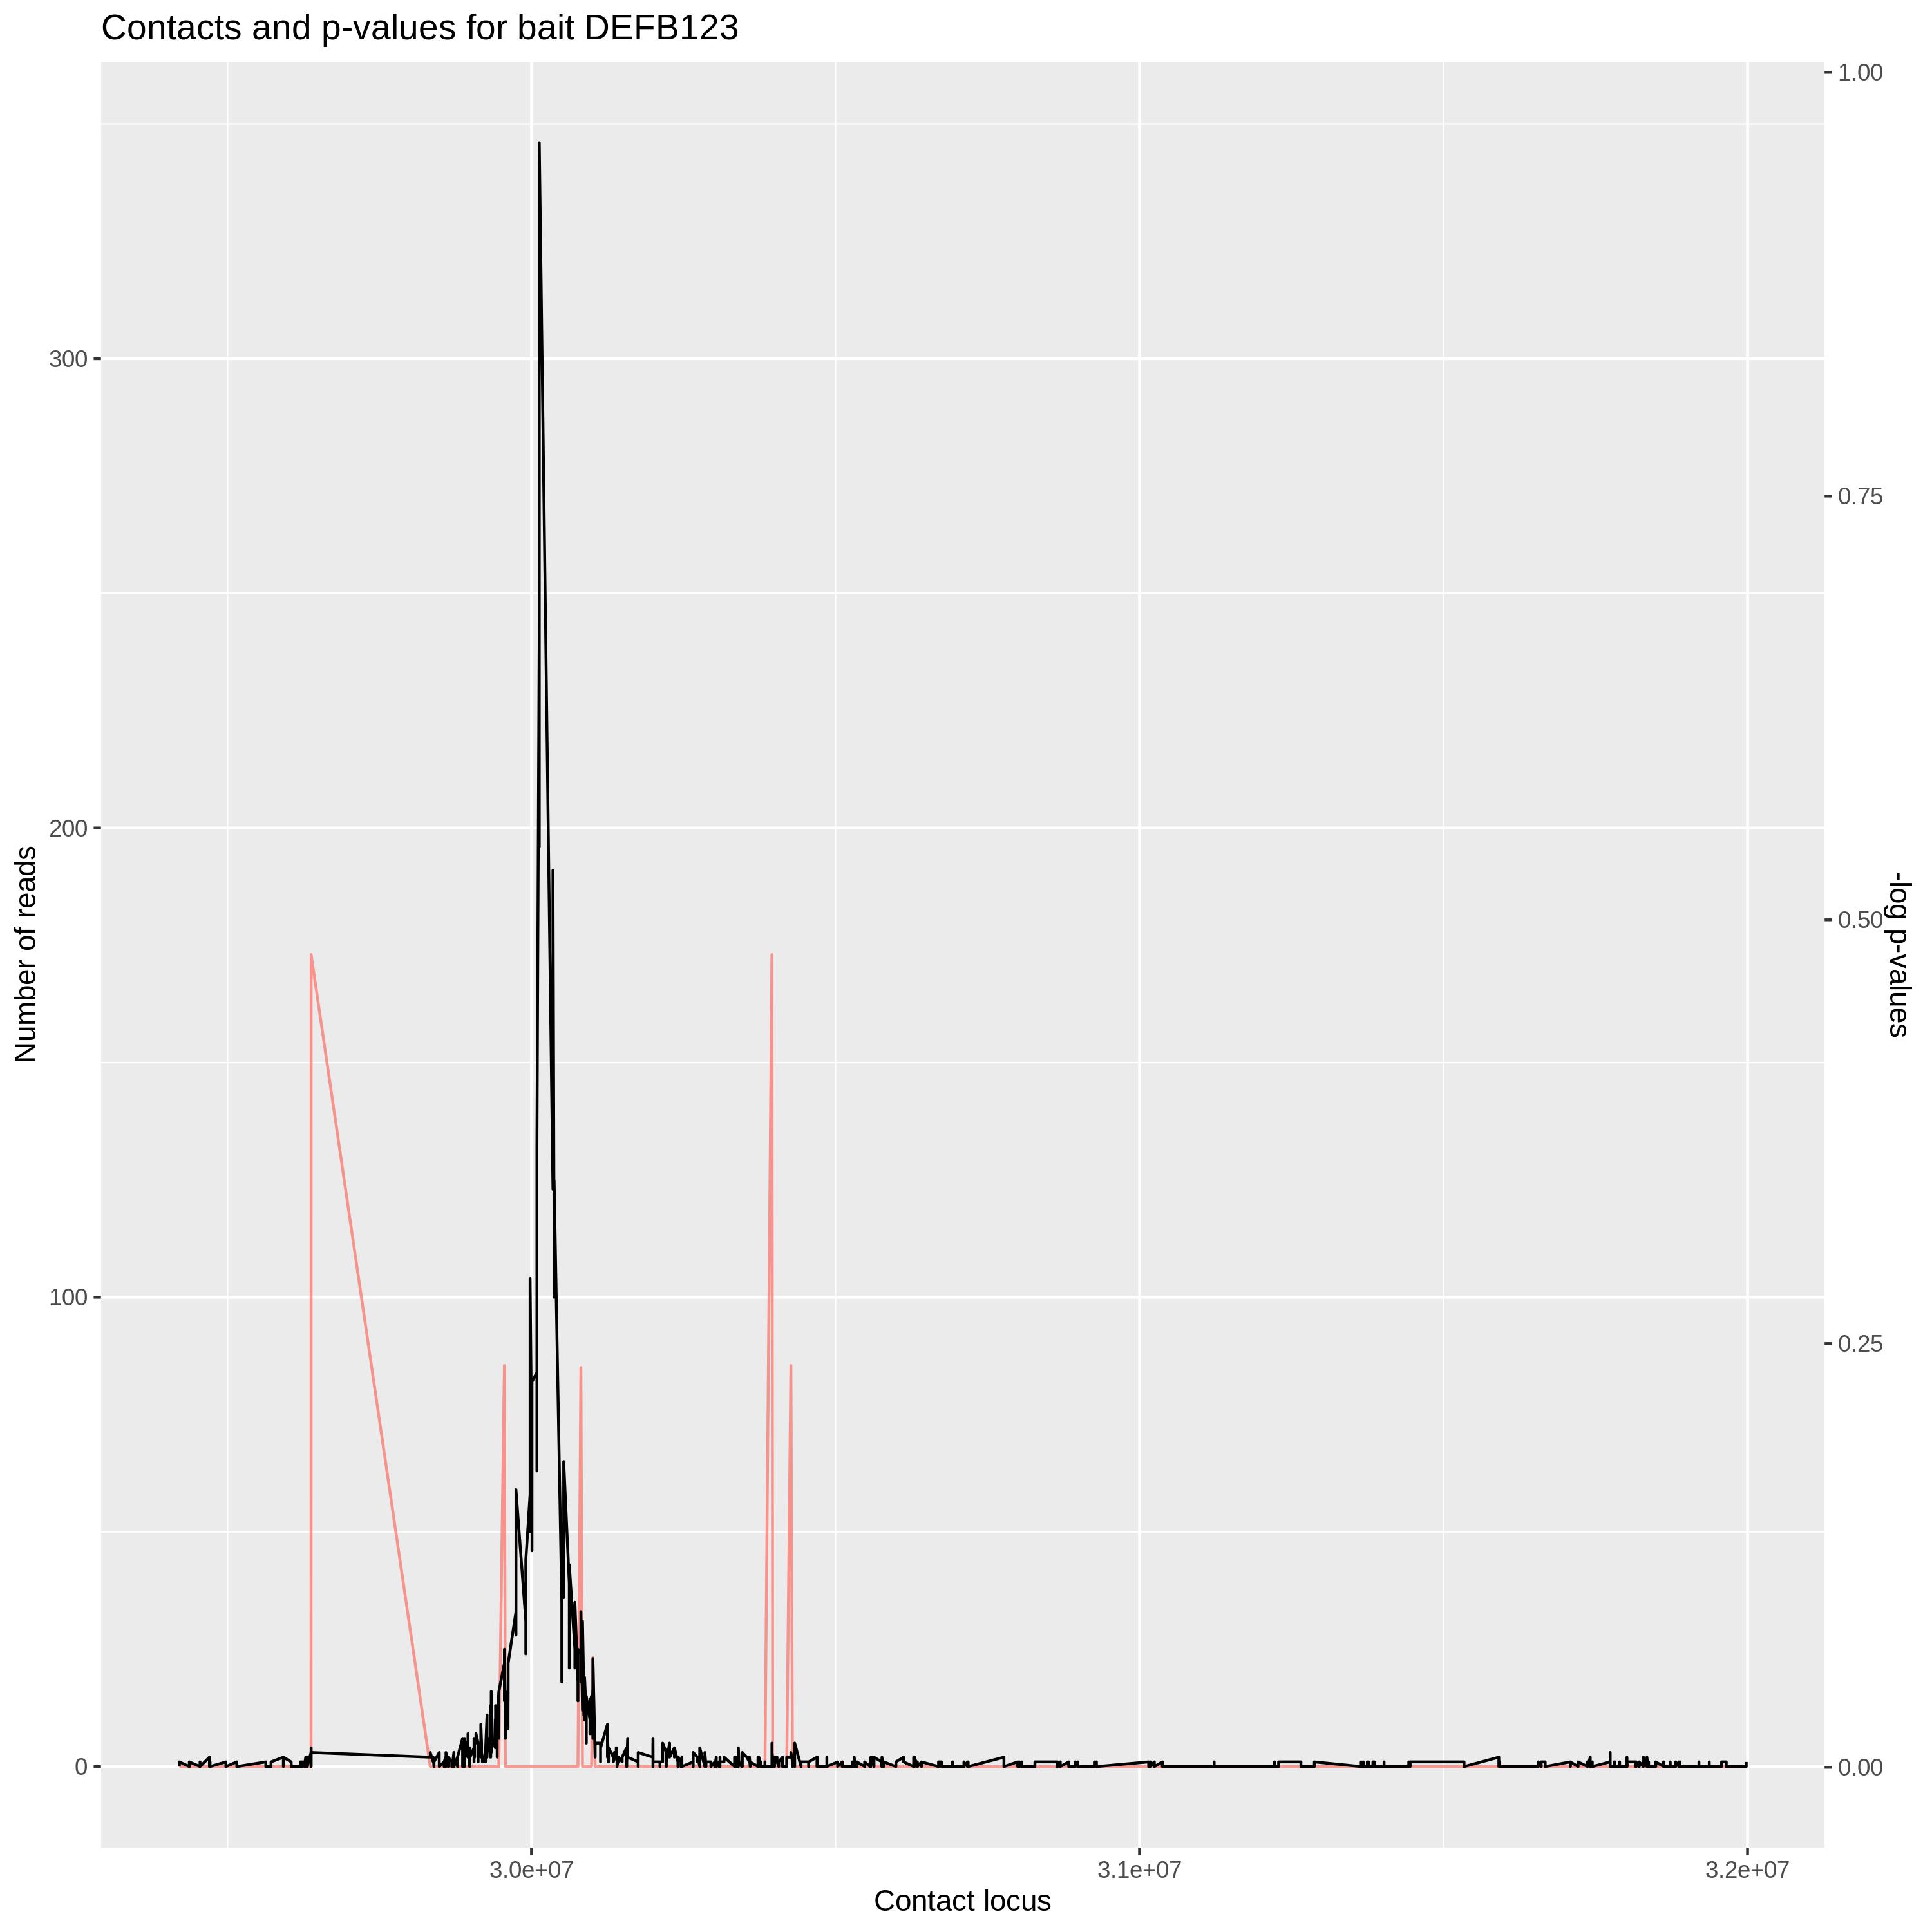 Contacts and p-values for bait DEFB123
1.00
300
0.75
200
Number of reads
0.50
-log p-values
100
0.25
0
0.00
3.0e+07
3.1e+07
3.2e+07
Contact locus